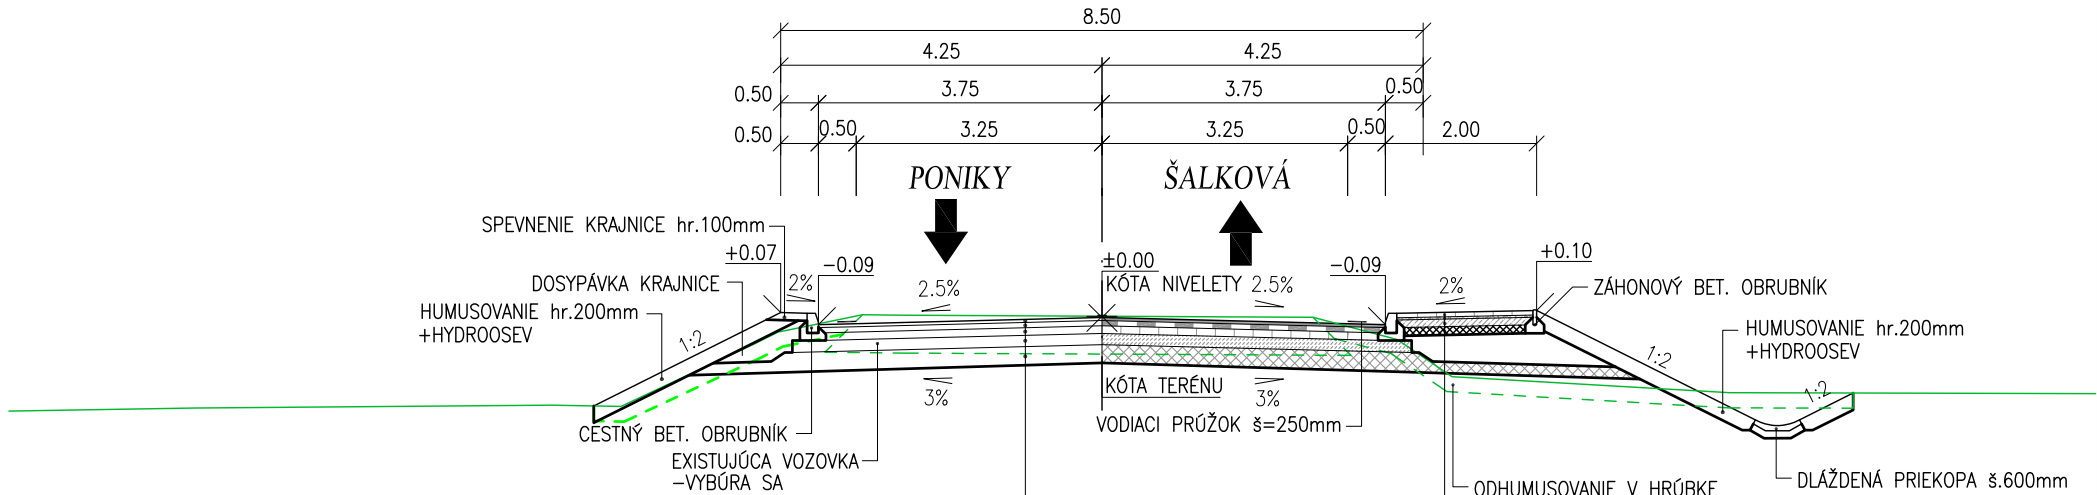 8.50
4.25 4.25
0.50 3.75 3.75 0.50
0.50 0.50 3.25 3.25 0.50 2.00
PONIKY ŠALKOVÁ
SPEVNENIE KRAJNICE hr.100mm
+0.07 -0.09 ±0.00 -0.09 +0.10
DOSYPÁVKA KRAJNICE 2% 2.5% KÓTA NIVELETY 2.5% 2% ZÁHONOVÝ BET. OBRUBNÍK
HUMUSOVANIE hr.200mm
+HYDROOSEV
1:2
HUMUSOVANIE hr.200mm
+HYDROOSEV
1:2
1:2
3% KÓTA TERÉNU 3%
VODIACI PRÚŽOK š=250mm
CESTNÝ BET. OBRUBNÍK
EXISTUJÚCA VOZOVKA
-VYBÚRA SA
ODHUMUSOVANIE V HRÚBKE
DLÁŽDENÁ PRIEKOPA š.600mm